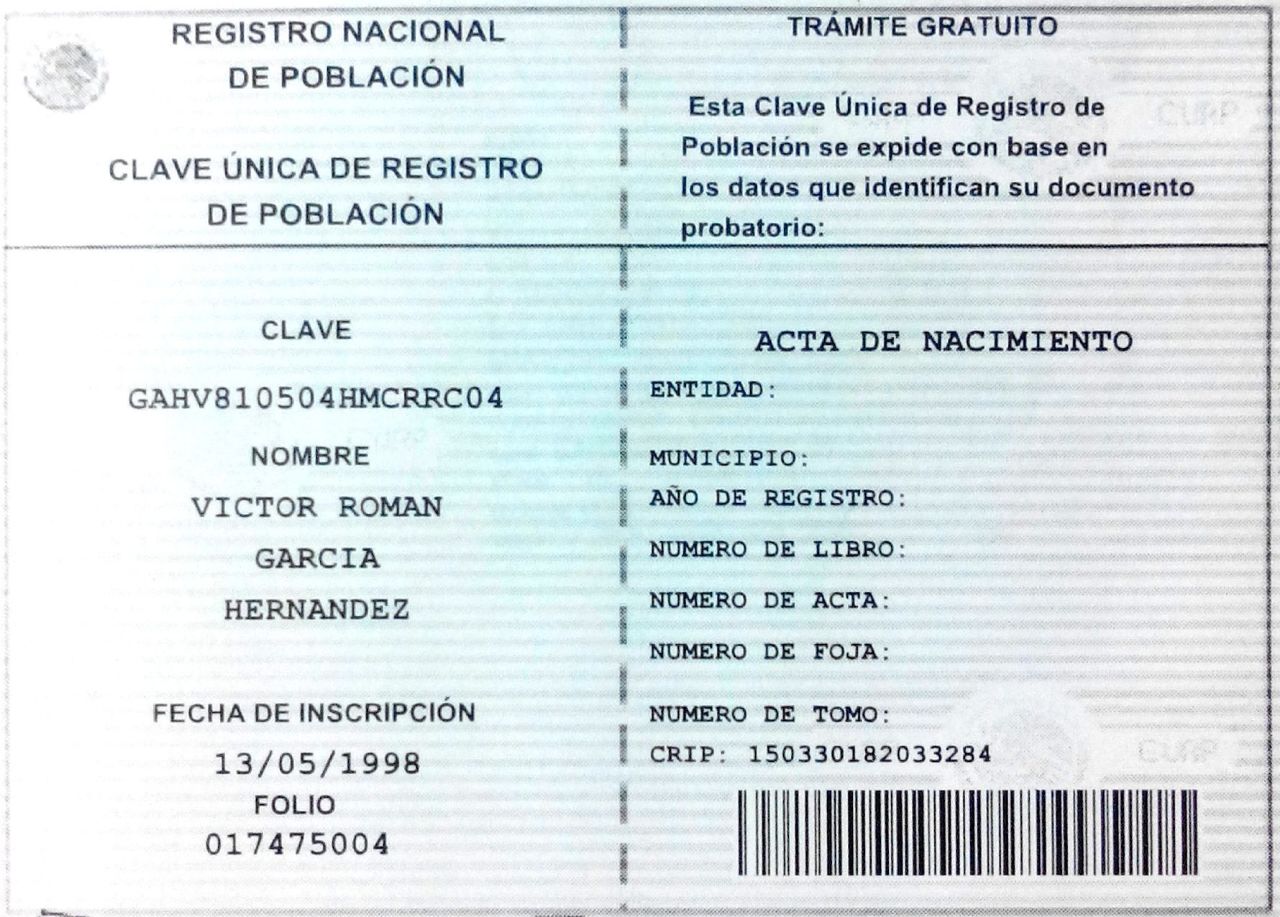 REGISTRO NACIONAL
DE POBLACIÓN
CLAVE ÚNICA DE REGISTRO
DE POBLACIÓN
CLAVE
GAHV810504HMCRRC04
NOMBRE
VICTOR ROMAN
GARCIA
HERNANDEZ
FECHA DE INSCRIPCIÓN
13/05/1998
FOLIO
017475004
TRÁMITE GRATUITO
Esta Clave Única de Registro de
Población se expide con base en
los datos que identifican su documento
probatorio:
CURP
ACTA DE NACIMIENTO
ENTIDAD:
MUNICIPIO:
AÑO DE REGISTRO:
NUMERO DE LIBRO:
NUMERO DE ACTA:
NUMERO DE FOJA:
NUMERO DE TOMO:
CRIP: 150330182033284
CURP